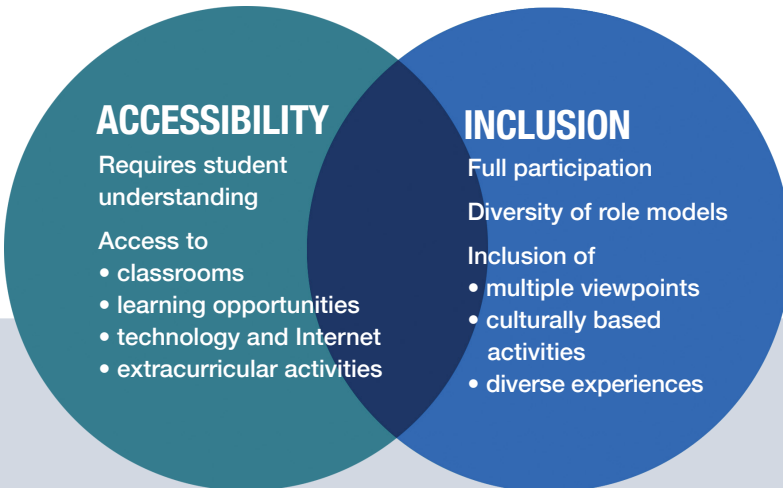 ACCESSIBILITY
Requires student
understanding
Access to
• classrooms
• learning opportunities
• technology and Internet
• extracurricular activities
INCLUSION
Full participation
Diversity of role models
Inclusion of
• multiple viewpoints
• culturally based
activities
• diverse experiences